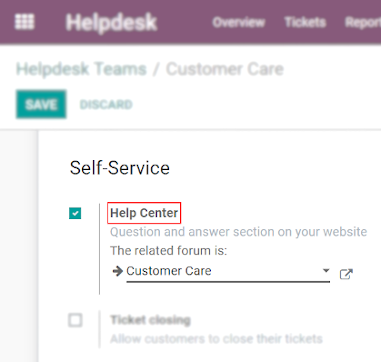 Helpdesk Overview Tickets Repor
Helpdesk Teams / Customer Care
SAVE DISCARD
Self-Service
Help Center
Question and answer section on your website
The related forum is:
Customer Care
Ticket closing
Allow customers to close their tickets